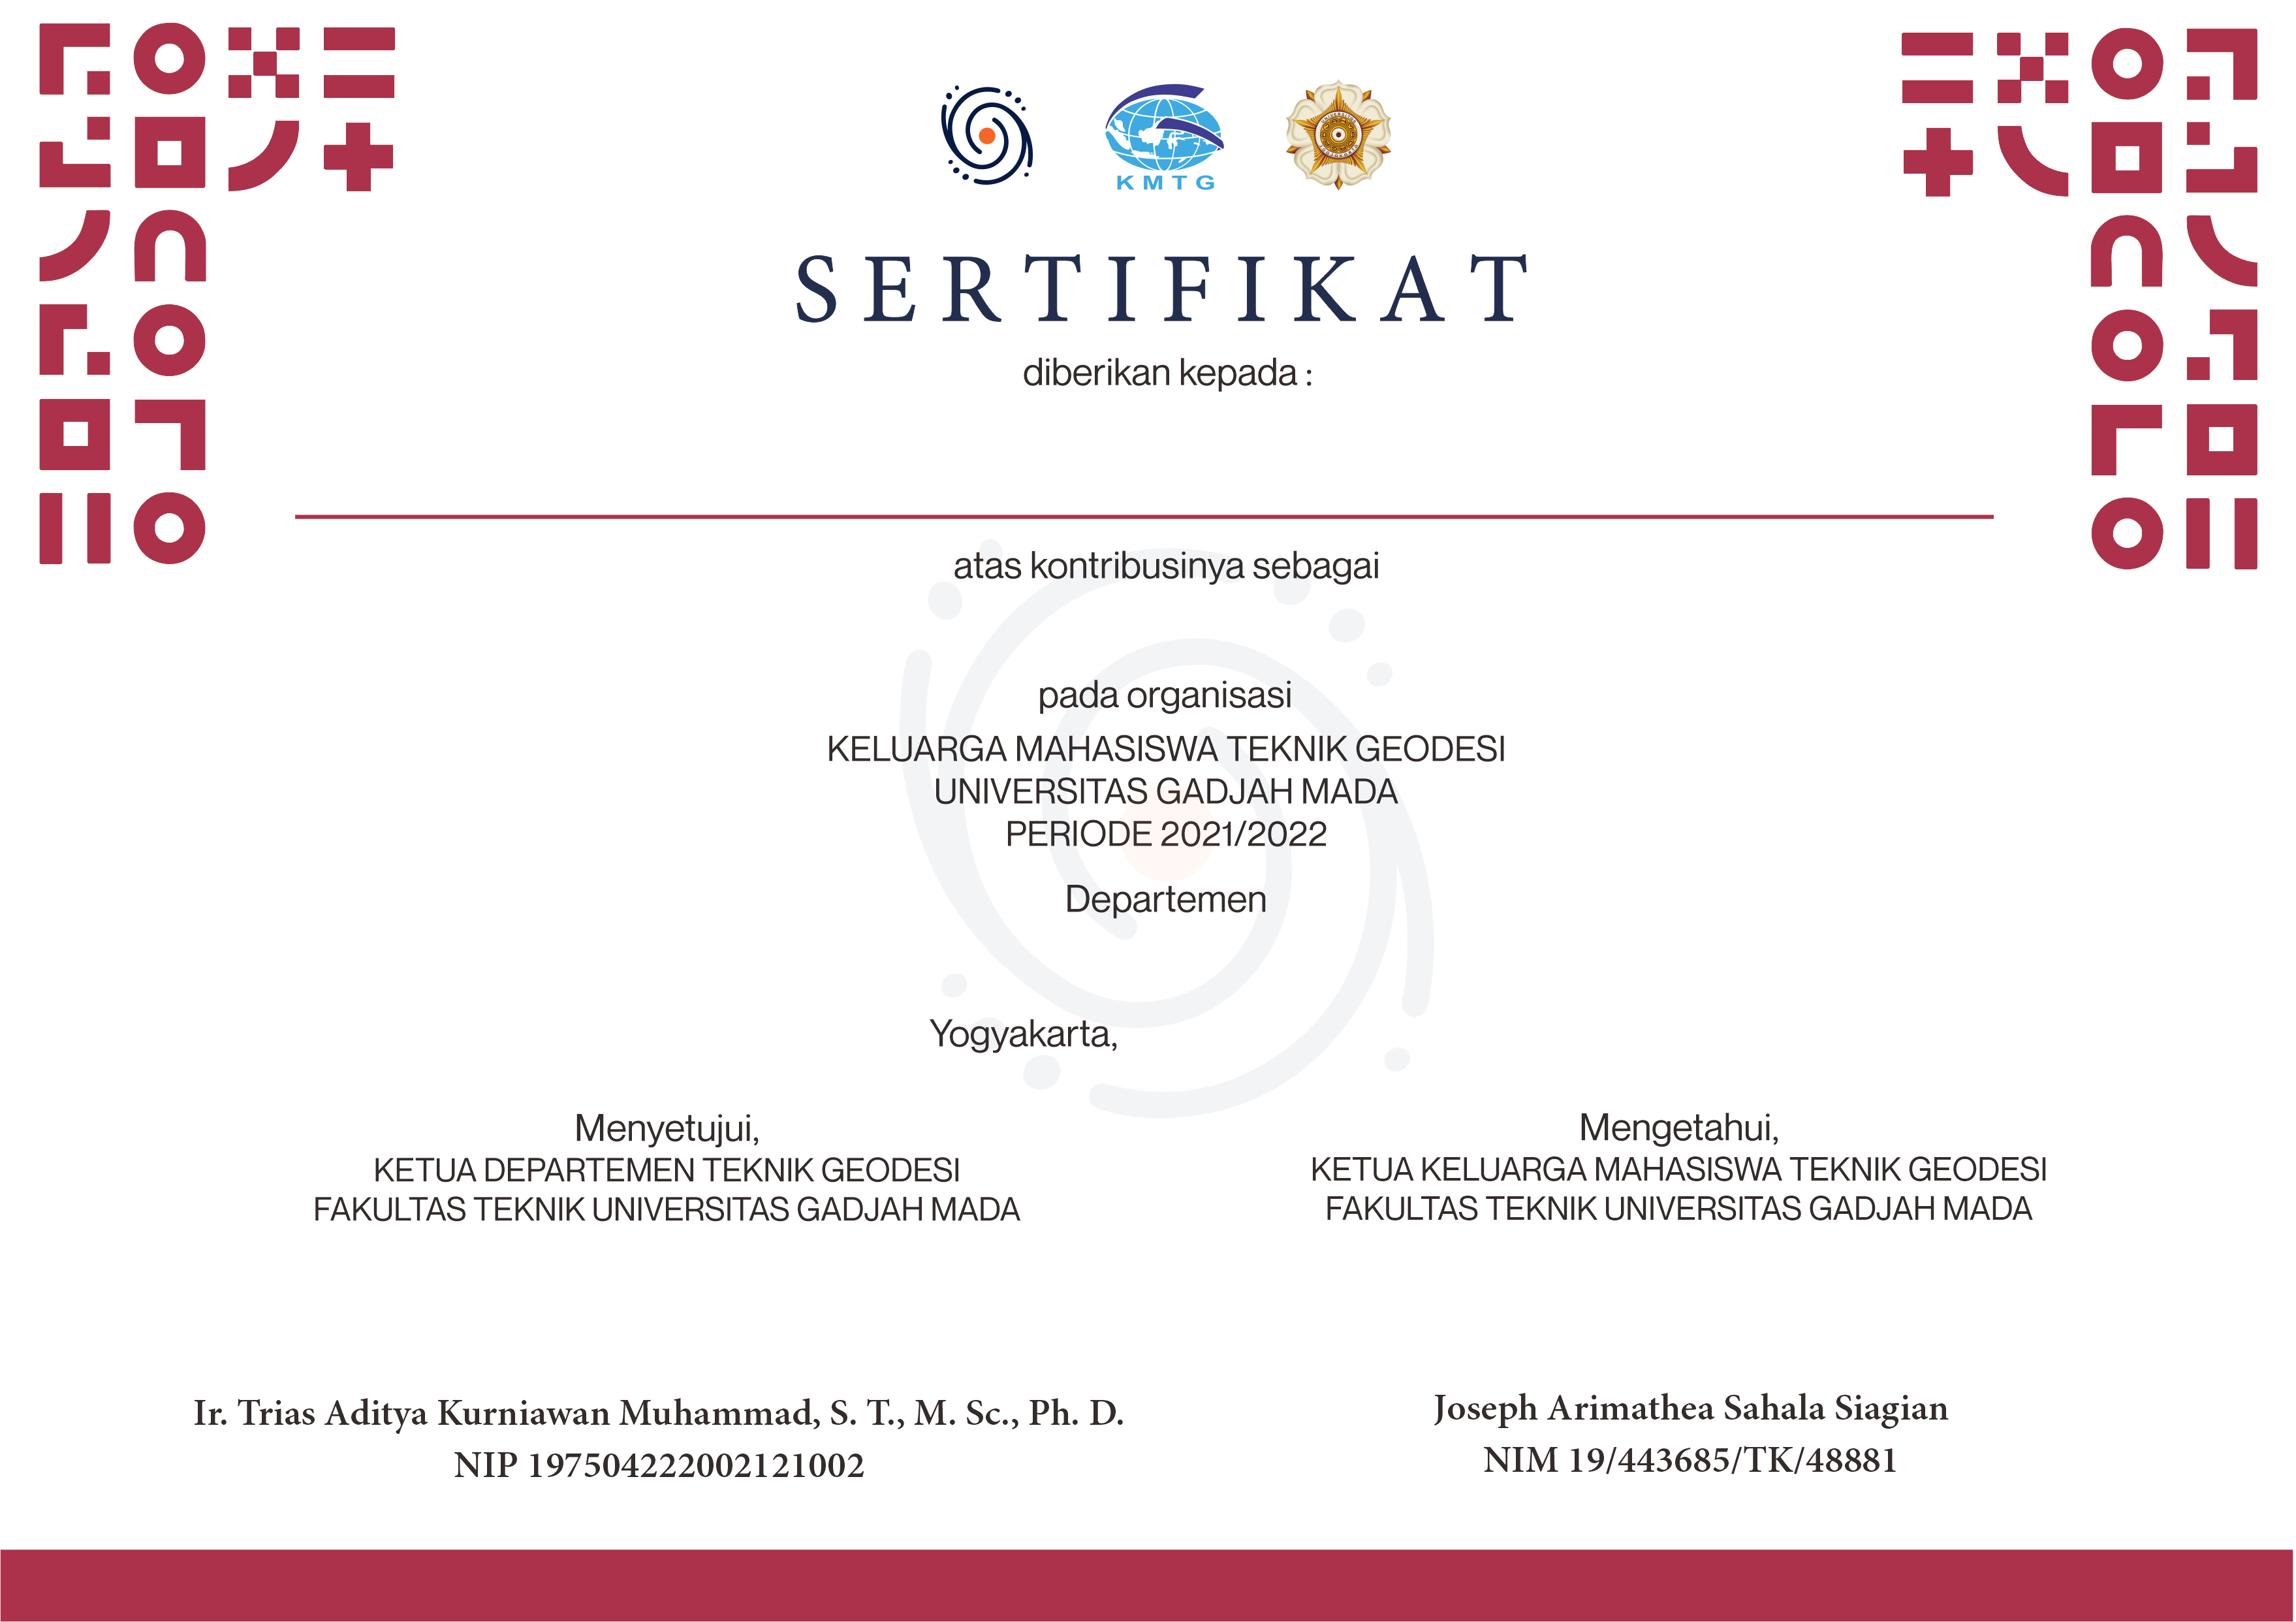 KMTG
SERTIFIKAT
diberikan kepada :
atas kontribusinya sebagai
pada organisasi
KELUARGA MAHASISWA TEKNIK GEODESI
UNIVERSITAS GADJAH MADA
PERIODE 2021/2022
Departemen
Yogyakarta,
Menyetujui,
KETUA DEPARTEMEN TEKNIK GEODESI
FAKULTAS TEKNIK UNIVERSITAS GADJAH MADA
Ir. Trias Aditya Kurniawan Muhammad, S. T., M. Sc., Ph. D.
NIP 197504222002121002
Mengetahui,
KETUA KELUARGA MAHASISWA TEKNIK GEODESI
FAKULTAS TEKNIK UNIVERSITAS GADJAH MADA
Joseph Arimathea Sahala Siagian
NIM 19/443685/TK/48881